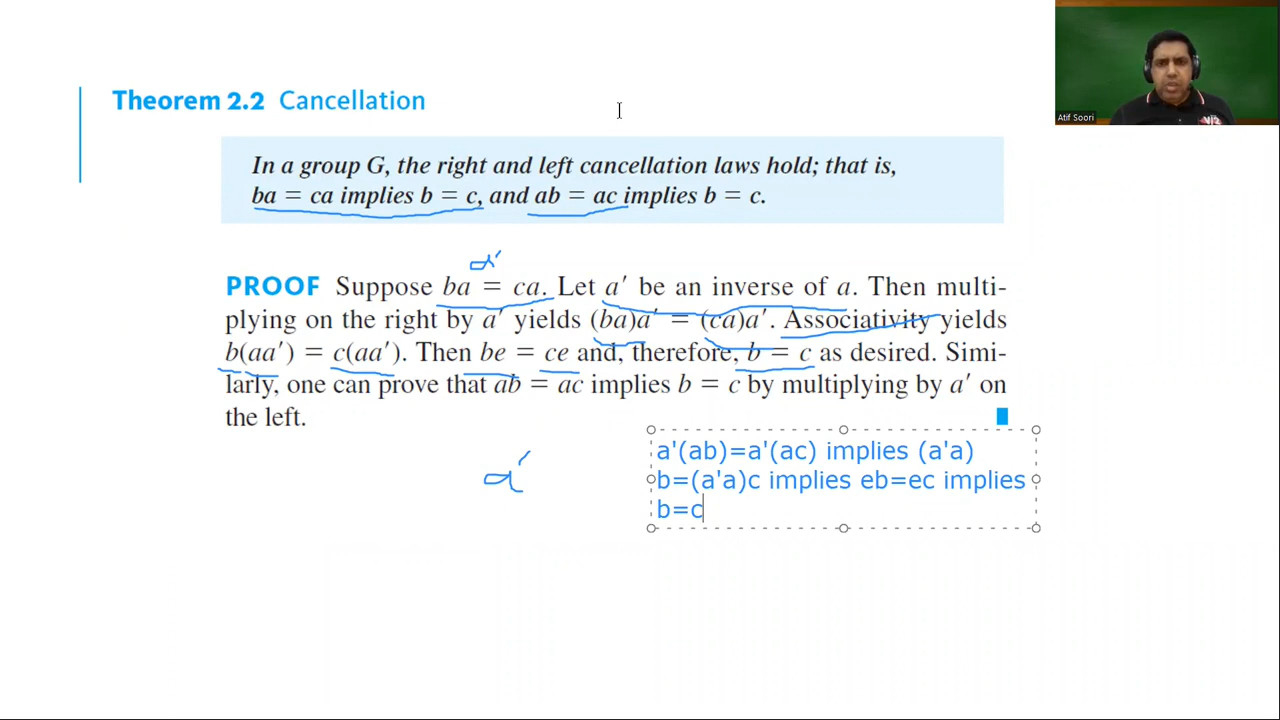 Theorem 2.2 Cancellation
Atif Soori
In a group G, the right and left cancellation laws hold; that is,
ba = ca implies b = c, and ab = ac implies b = c.
a′
PROOF Suppose ba = ca. Let a′ be an inverse of a. Then multi-
plying on the right by a′ yields (ba)a′ = (ca)a′. Associativity yields
b(aa′) = c(aa′). Then be = ce and, therefore, b = c as desired. Simi-
larly, one can prove that ab = ac implies b = c by multiplying by a′ on
the left.
a′
a'(ab)=a'(ac) implies (a'a)
b=(a'a)c implies eb=ec implies
b=c